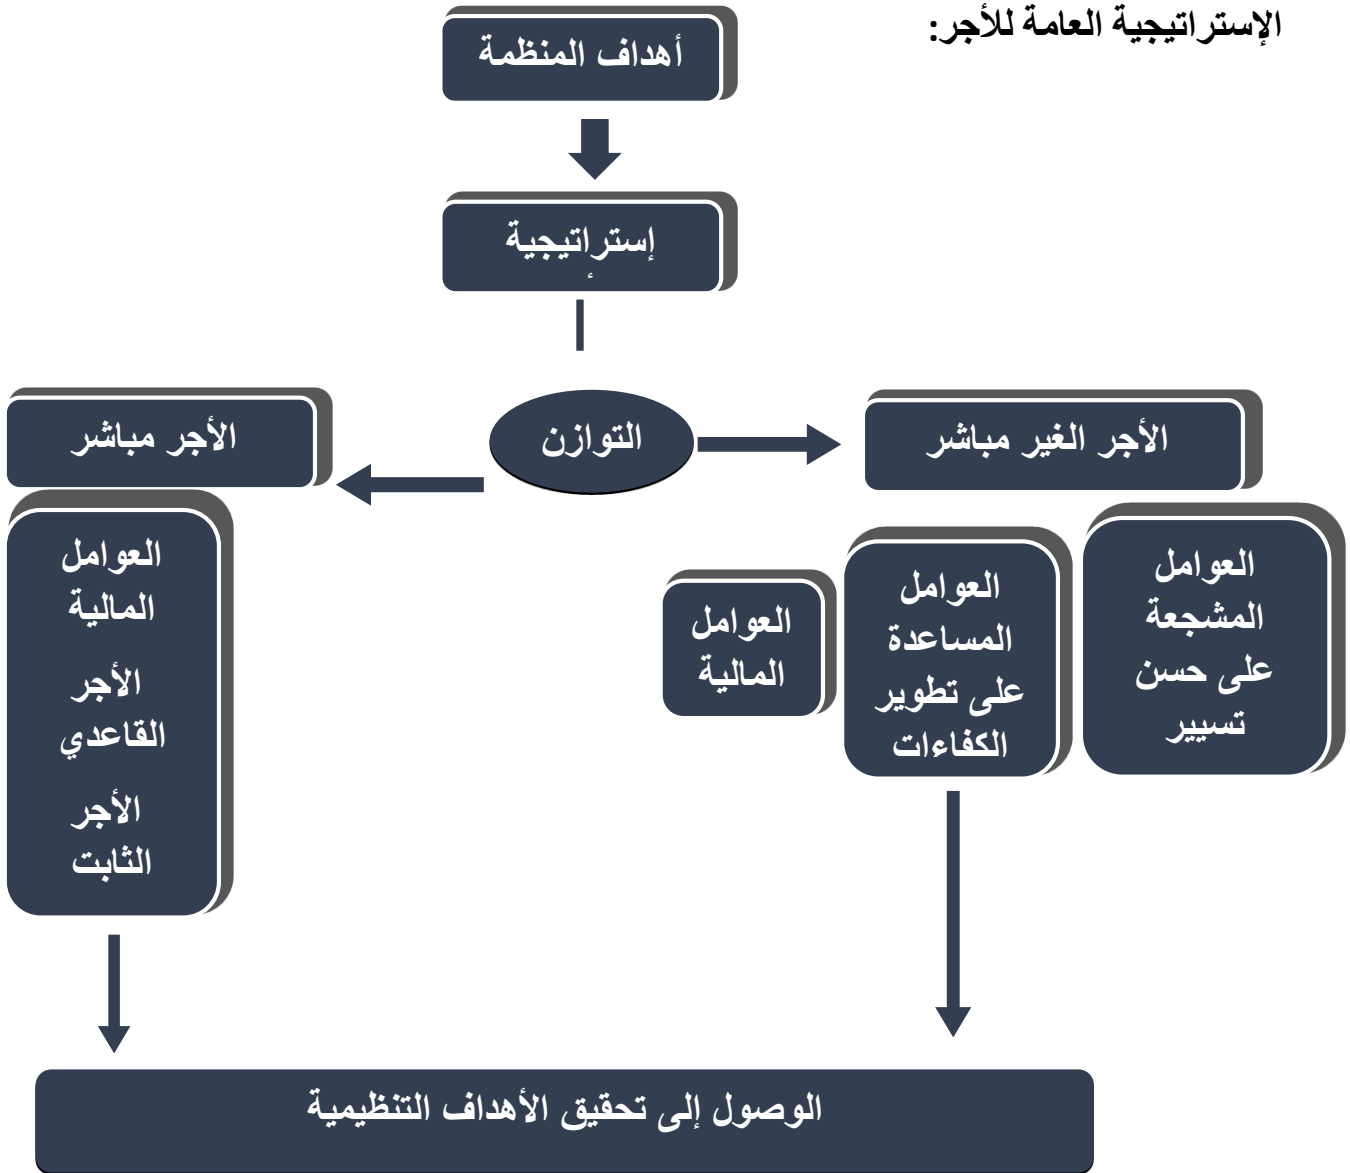 الإستراتيجية العامة للأجر:
أهداف المنظمة
إستراتيجية
التوازن
الأجر الغير مباشر
الأجر مباشر
العوامل
المشجعة
على حسن
تسيير
العوامل
المساعدة
على تطوير
الكفاءات
العوامل
المالية
العوامل
المالية
الأجر
القاعدي
الأجر
الثابت
الوصول إلى تحقيق الأهداف التنظيمية